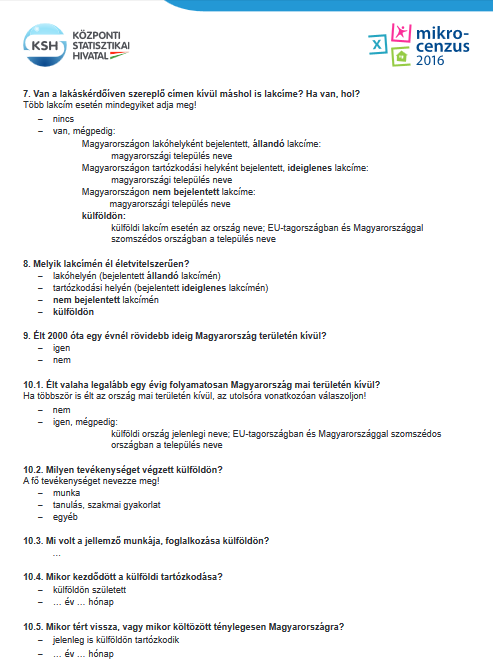 KSH
KÖZPONTI
STATISZTIKAI
HIVATAL
mikro-
cenzus
2016
7. Van a lakáskérdőíven szereplő címen kívül máshol is lakcíme? Ha van, hol?
Több lakcím esetén mindegyiket adja meg!
– nincs
– van, mégpedig:
Magyarországon lakóhelyként bejelentett, állandó lakcíme:
magyarországi település neve
Magyarországon tartózkodási helyként bejelentett, ideiglenes lakcíme:
magyarországi település neve
Magyarországon nem bejelentett lakcíme:
magyarországi település neve
külföldön:
külföldi lakcím esetén az ország neve; EU-tagországban és Magyarországgal
szomszédos országban a település neve
8. Melyik lakcímén él életvitelszerűen?
– lakóhelyén (bejelentett állandó lakcímén)
– tartózkodási helyén (bejelentett ideiglenes lakcímén)
– nem bejelentett lakcímén
– külföldön
9. Élt 2000 óta egy évnél rövidebb ideig Magyarország területén kívül?
– igen
– nem
10.1. Élt valaha legalább egy évig folyamatosan Magyarország mai területén kívül?
Ha többször is élt az ország mai területén kívül, az utolsóra vonatkozóan válaszoljon!
– nem
– igen, mégpedig:
külföldi ország jelenlegi neve; EU-tagországban és Magyarországgal szomszédos
országban a település neve
10.2. Milyen tevékenységet végzett külföldön?
A fő tevékenységet nevezze meg!
– munka
– tanulás, szakmai gyakorlat
– egyéb
10.3. Mi volt a jellemző munkája, foglalkozása külföldön?
...
10.4. Mikor kezdődött a külföldi tartózkodása?
– külföldön született
– … év … hónap
10.5. Mikor tért vissza, vagy mikor költözött ténylegesen Magyarországra?
– jelenleg is külföldön tartózkodik
– … év … hónap